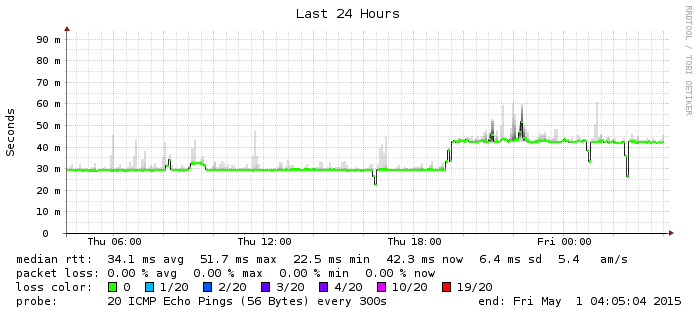 Last 24 Hours
RRDTOOL / TOBI OETIKER
Seconds
90 m
80 m
70 m
60 m
50 m
40 m
30 m
20 m
10 m
0
Thu 06:00 Thu 12:00 Thu 18:00 Fri 00:00
median rtt: 34.1 ms avg 51.7 ms max 22.5 ms min 42.3 ms now 6.4 ms sd 5.4 am/s
packet loss: 0.00 % avg 0.00 % max 0.00 % min 0.00 % now
loss color: 0 1/20 2/20 3/20 4/20 10/20 19/20
probe: 20 ICMP Echo Pings (56 Bytes) every 300s end: Fri May 1 04:05:04 2015